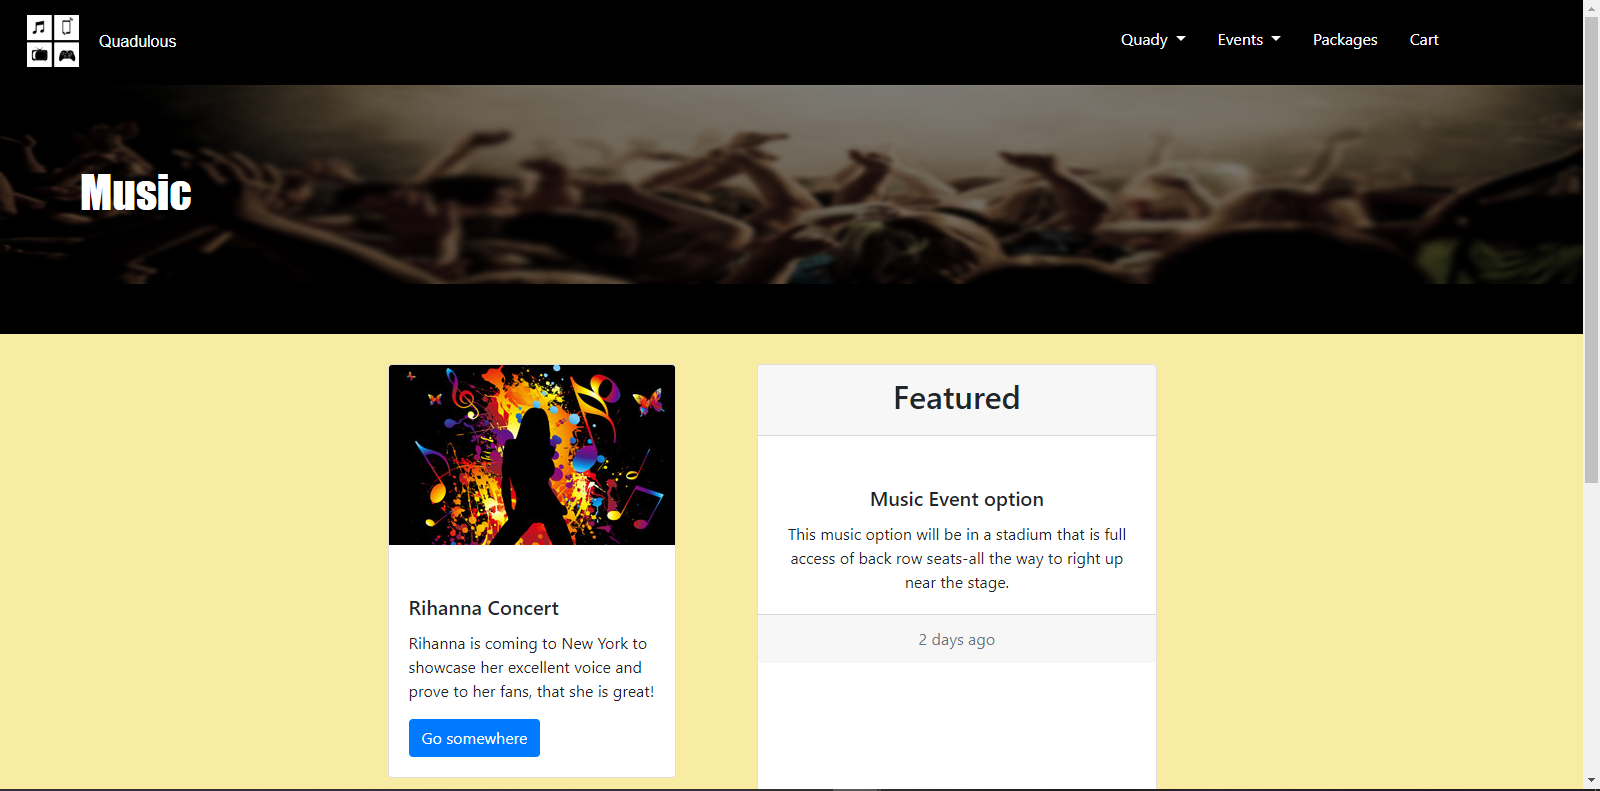 Quadulous
Quady
Events
Packages
Cart
Music
Rihanna Concert
Rihanna is coming to New York to
showcase her excellent voice and
prove to her fans, that she is great!
Go somewhere
Featured
Music Event option
This music option will be in a stadium that is full
access of back row seats-all the way to right up
near the stage.
2 days ago